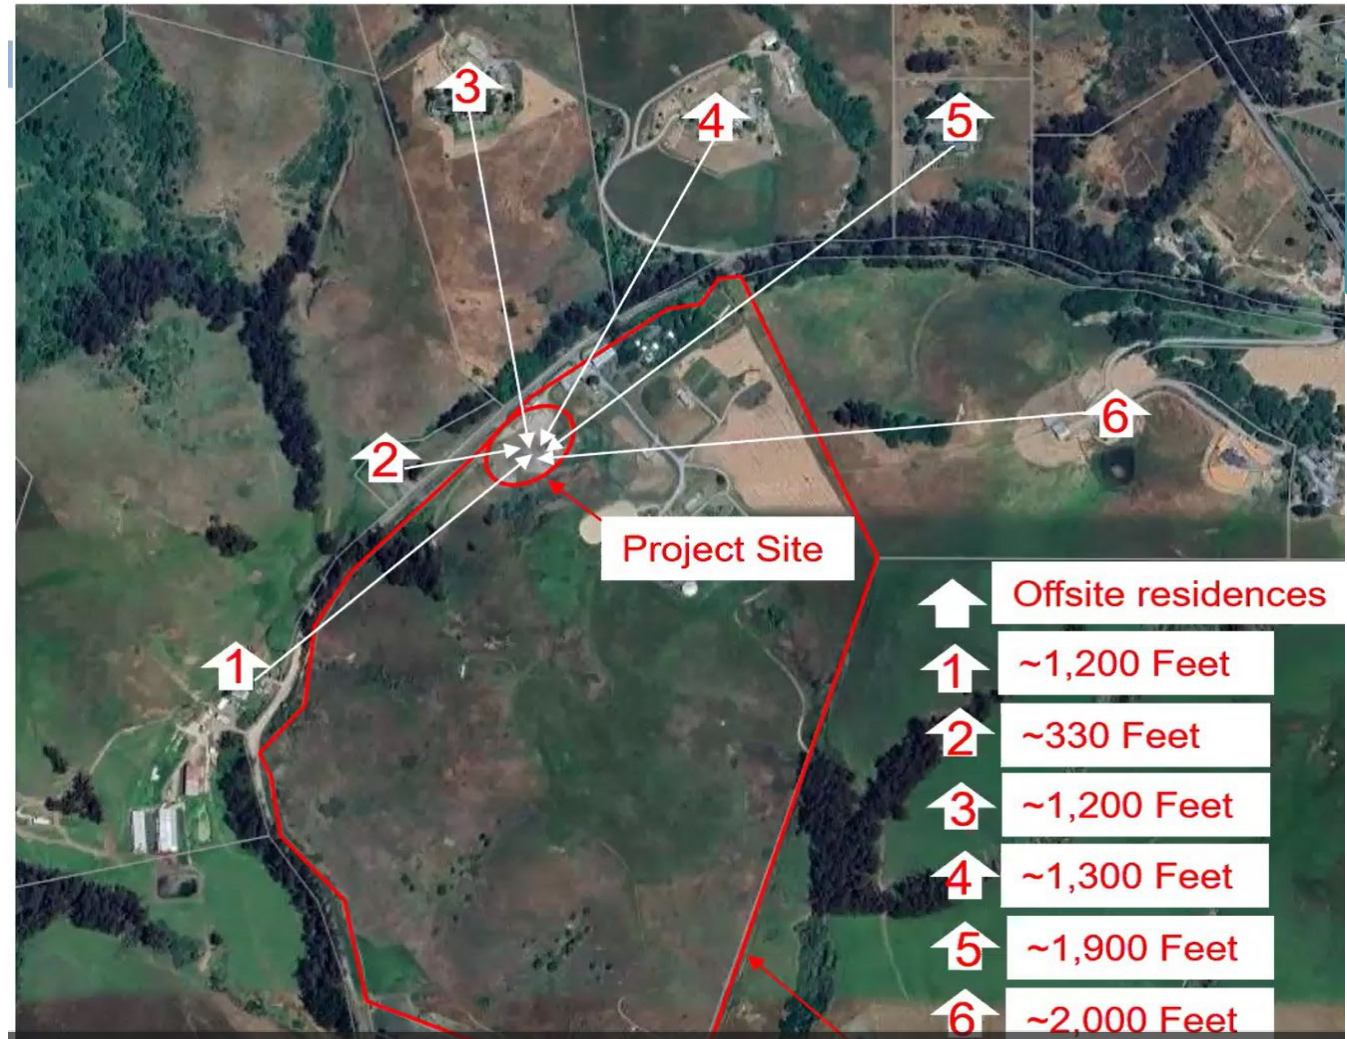 3
4
5
6
2
Project Site
1
Offsite residences
1 ~1,200 Feet
2 ~330 Feet
3 ~1,200 Feet
4 ~1,300 Feet
5 ~1,900 Feet
6 ~2,000 Feet